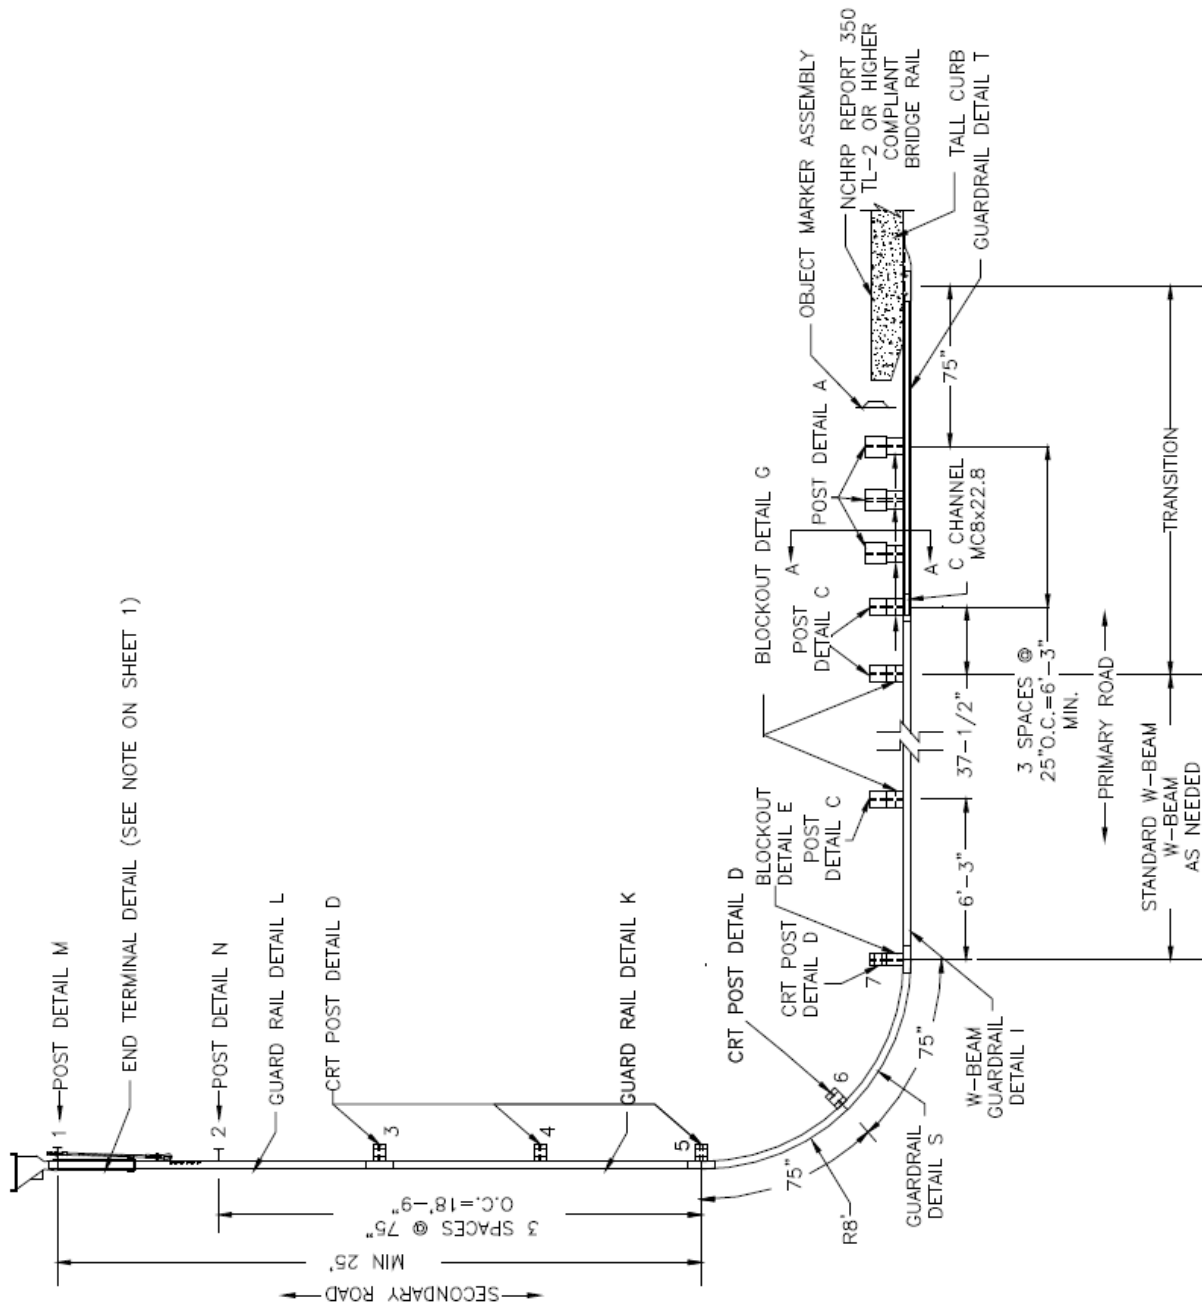 POST DETAIL M
END TERMINAL DETAIL (SEE NOTE ON SHEET 1)
POST DETAIL N
GUARD RAIL DETAIL L
CRT POST DETAIL D
GUARD RAIL DETAIL K
1
2
3
4
5
3 SPACES @ 75"
O.C.=18'-9"
MIN 25'
SECONDARY ROAD
75"
R8'
GUARDRAIL
DETAIL S
75"
6
CRT POST DETAIL D
7
CRT POST
DETAIL D
BLOCKOUT
DETAIL E
W-BEAM
GUARDRAIL
DETAIL I
POST
DETAIL C
6'-3"
BLOCKOUT DETAIL G
POST
DETAIL C
37-1/2"
A
A
POST DETAIL A
C CHANNEL
MC8x22.8
3 SPACES @
25"O.C.=6'-3"
MIN.
PRIMARY ROAD
STANDARD W-BEAM
W-BEAM
AS NEEDED
TRANSITION
75"
OBJECT MARKER ASSEMBLY
NCHRP REPORT 350
TL-2 OR HIGHER
COMPLIANT
BRIDGE RAIL
TALL CURB
GUARDRAIL DETAIL T